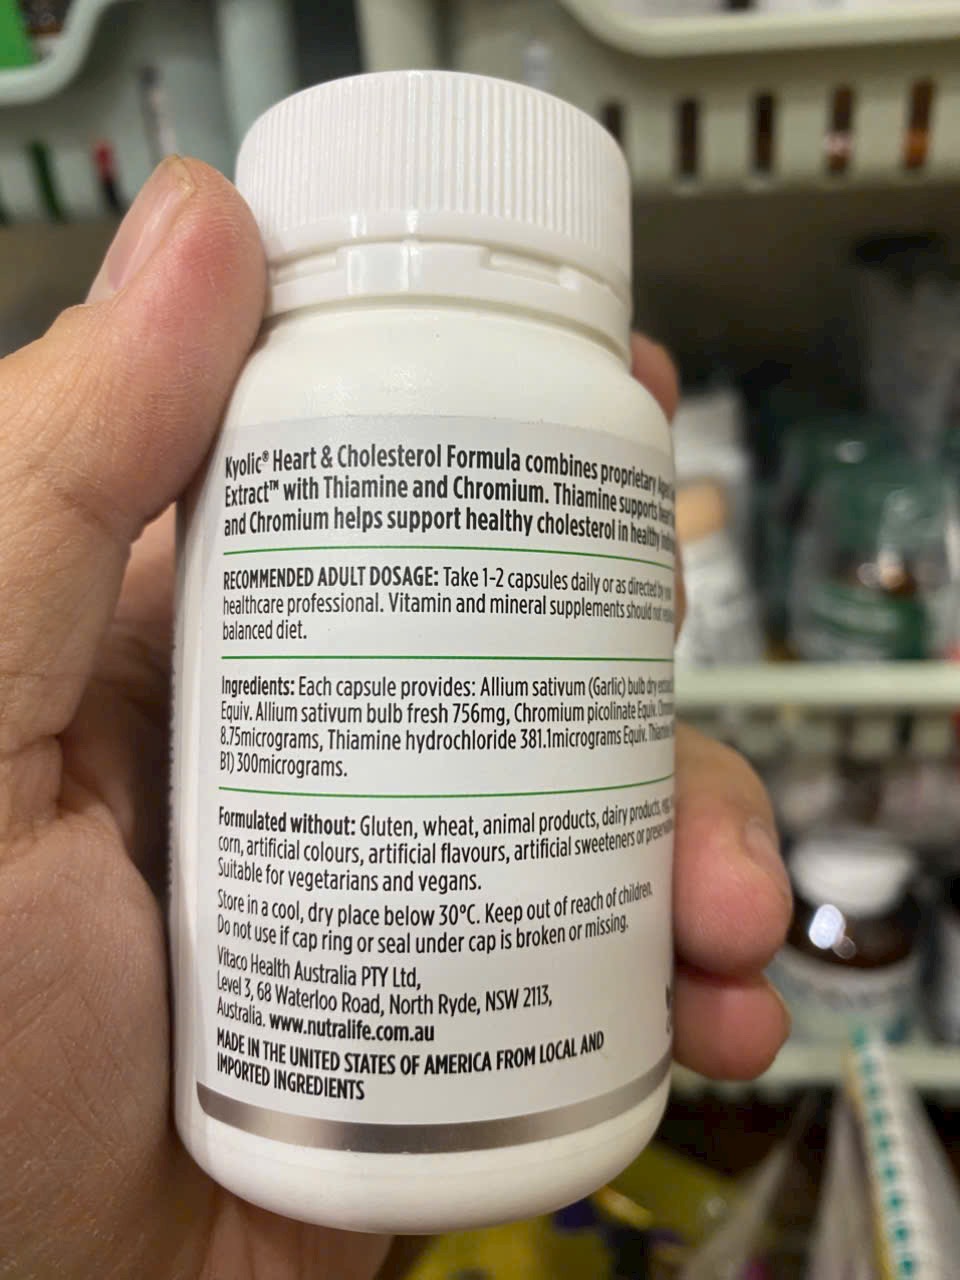 Kyolic® Heart & Cholesterol Formula combines proprietary Aged
Extract™ with Thiamine and Chromium. Thiamine supports heart
and Chromium helps support healthy cholesterol in healthy
RECOMMENDED ADULT DOSAGE: Take 1-2 capsules daily or as directed by your
healthcare professional. Vitamin and mineral supplements should not
balanced diet.
Ingredients: Each capsule provides: Allium sativum (Garlic) bulb dry
Equiv. Allium sativum bulb fresh 756mg, Chromium picolinate Equiv.
8.75micrograms, Thiamine hydrochloride 381.1micrograms Equiv.
B1) 300micrograms.
Formulated without: Gluten, wheat, animal products, dairy products,
corn, artificial colours, artificial flavours, artificial sweeteners or
Suitable for vegetarians and vegans.
Store in a cool, dry place below 30°C. Keep out of reach of children.
Do not use if cap ring or seal under cap is broken or missing.
Vitaco Health Australia PTY Ltd,
Level 3, 68 Waterloo Road, North Ryde, NSW 2113,
Australia. www.nutralife.com.au
MADE IN THE UNITED STATES OF AMERICA FROM LOCAL AND
IMPORTED INGREDIENTS